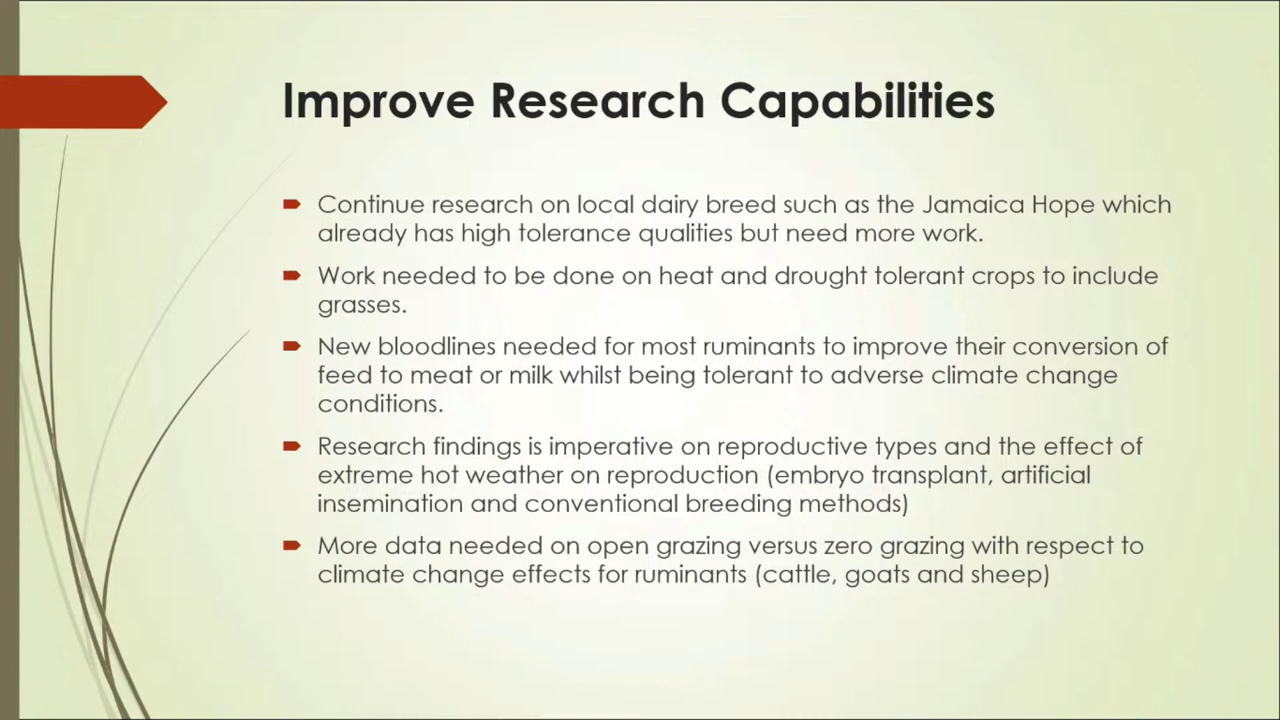 Improve Research Capabilities
Continue research on local dairy breed such as the Jamaica Hope which
already has high tolerance qualities but need more work.
Work needed to be done on heat and drought tolerant crops to include
grasses.
New bloodlines needed for most ruminants to improve their conversion of
feed to meat or milk whilst being tolerant to adverse climate change
conditions.
Research findings is imperative on reproductive types and the effect of
extreme hot weather on reproduction (embryo transplant, artificial
insemination and conventional breeding methods)
More data needed on open grazing versus zero grazing with respect to
climate change effects for ruminants (cattle, goats and sheep)